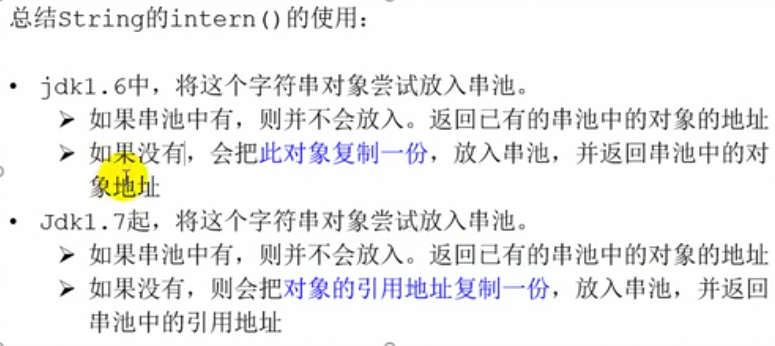 总结String的intern()的使用：
• jdk1.6中，将这个字符串对象尝试放入串池。
➢ 如果串池中有，则并不会放入。返回已有的串池中的对象的地址
➢ 如果没有，会把此对象复制一份，放入串池，并返回串池中的对
象地址
• Jdk1.7起，将这个字符串对象尝试放入串池。
➢ 如果串池中有，则并不会放入。返回已有的串池中的对象的地址
➢ 如果没有，则会把对象的引用地址复制一份，放入串池，并返回
串池中的引用地址